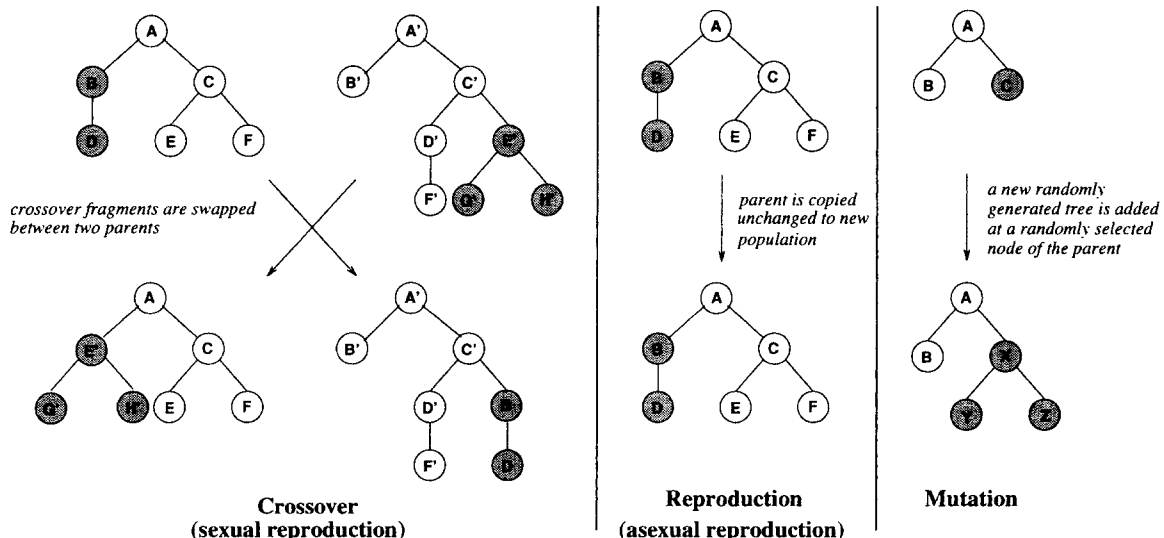 A
B
C
D
E
F
A'
B'
C'
D'
E'
F'
G'
H'
crossover fragments are swapped
between two parents
A
E'
C
G'
H'
E
F
A'
B'
C'
D'
B
F'
D
Crossover
(sexual reproduction)
A
B
C
D
E
F
parent is copied
unchanged to new
population
A
B
C
D
E
F
Reproduction
(asexual reproduction)
A
B
C
a new randomly
generated tree is added
at a randomly selected
node of the parent
A
B
X
Y
Z
Mutation